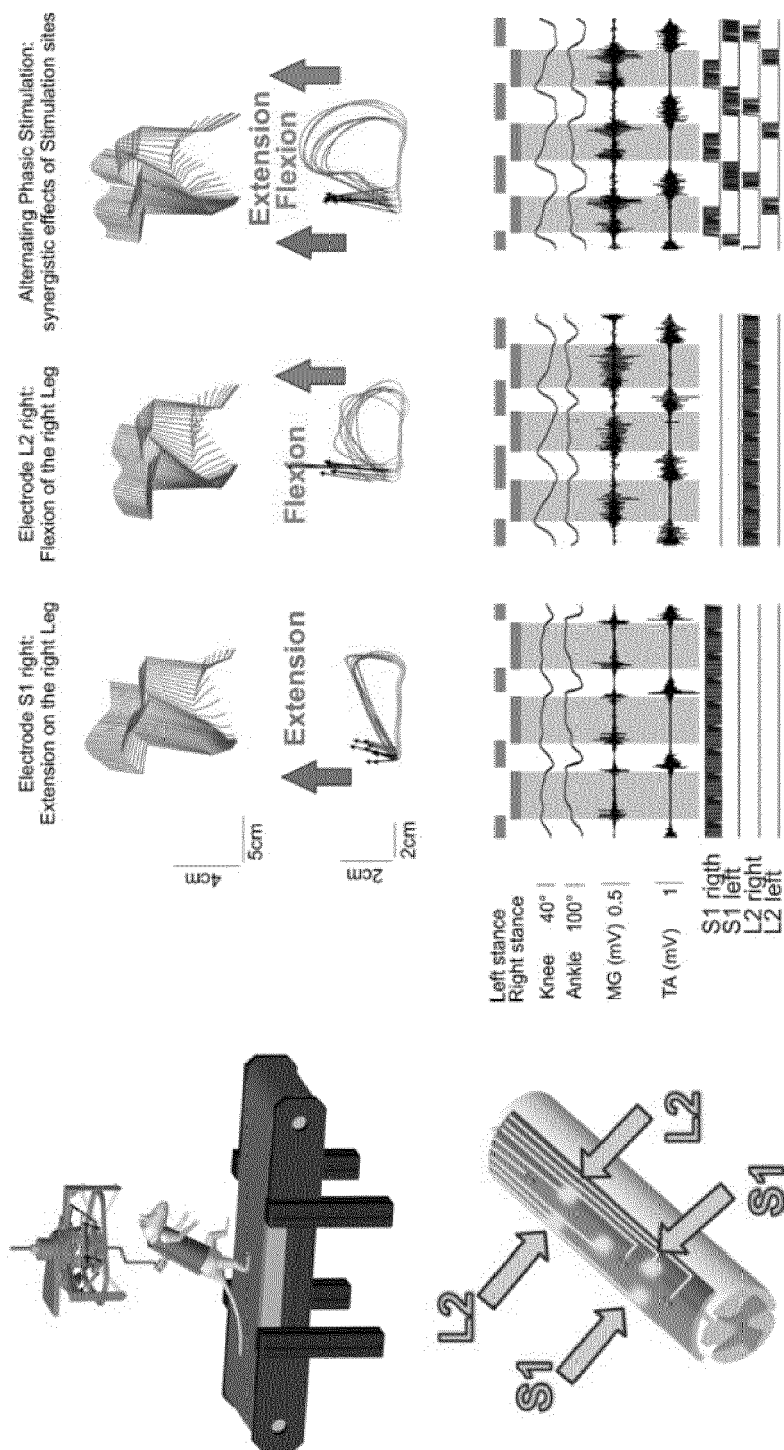 Electrode S1 right:
Extension on the right Leg
Electrode L2 right:
Flexion of the right Leg
Alternating Phasic Stimulation:
synergistic effects of Stimulation sites
4cm
5cm
Extension
Flexion
Extension
Flexion
2cm
2cm
Left stance
Right stance
Knee 40°
Ankle 100°
MG (mV) 0.5
TA (mV) 1
S1 rigth
S1 left
L2 right
L2 left
L2
L2
S1
S1